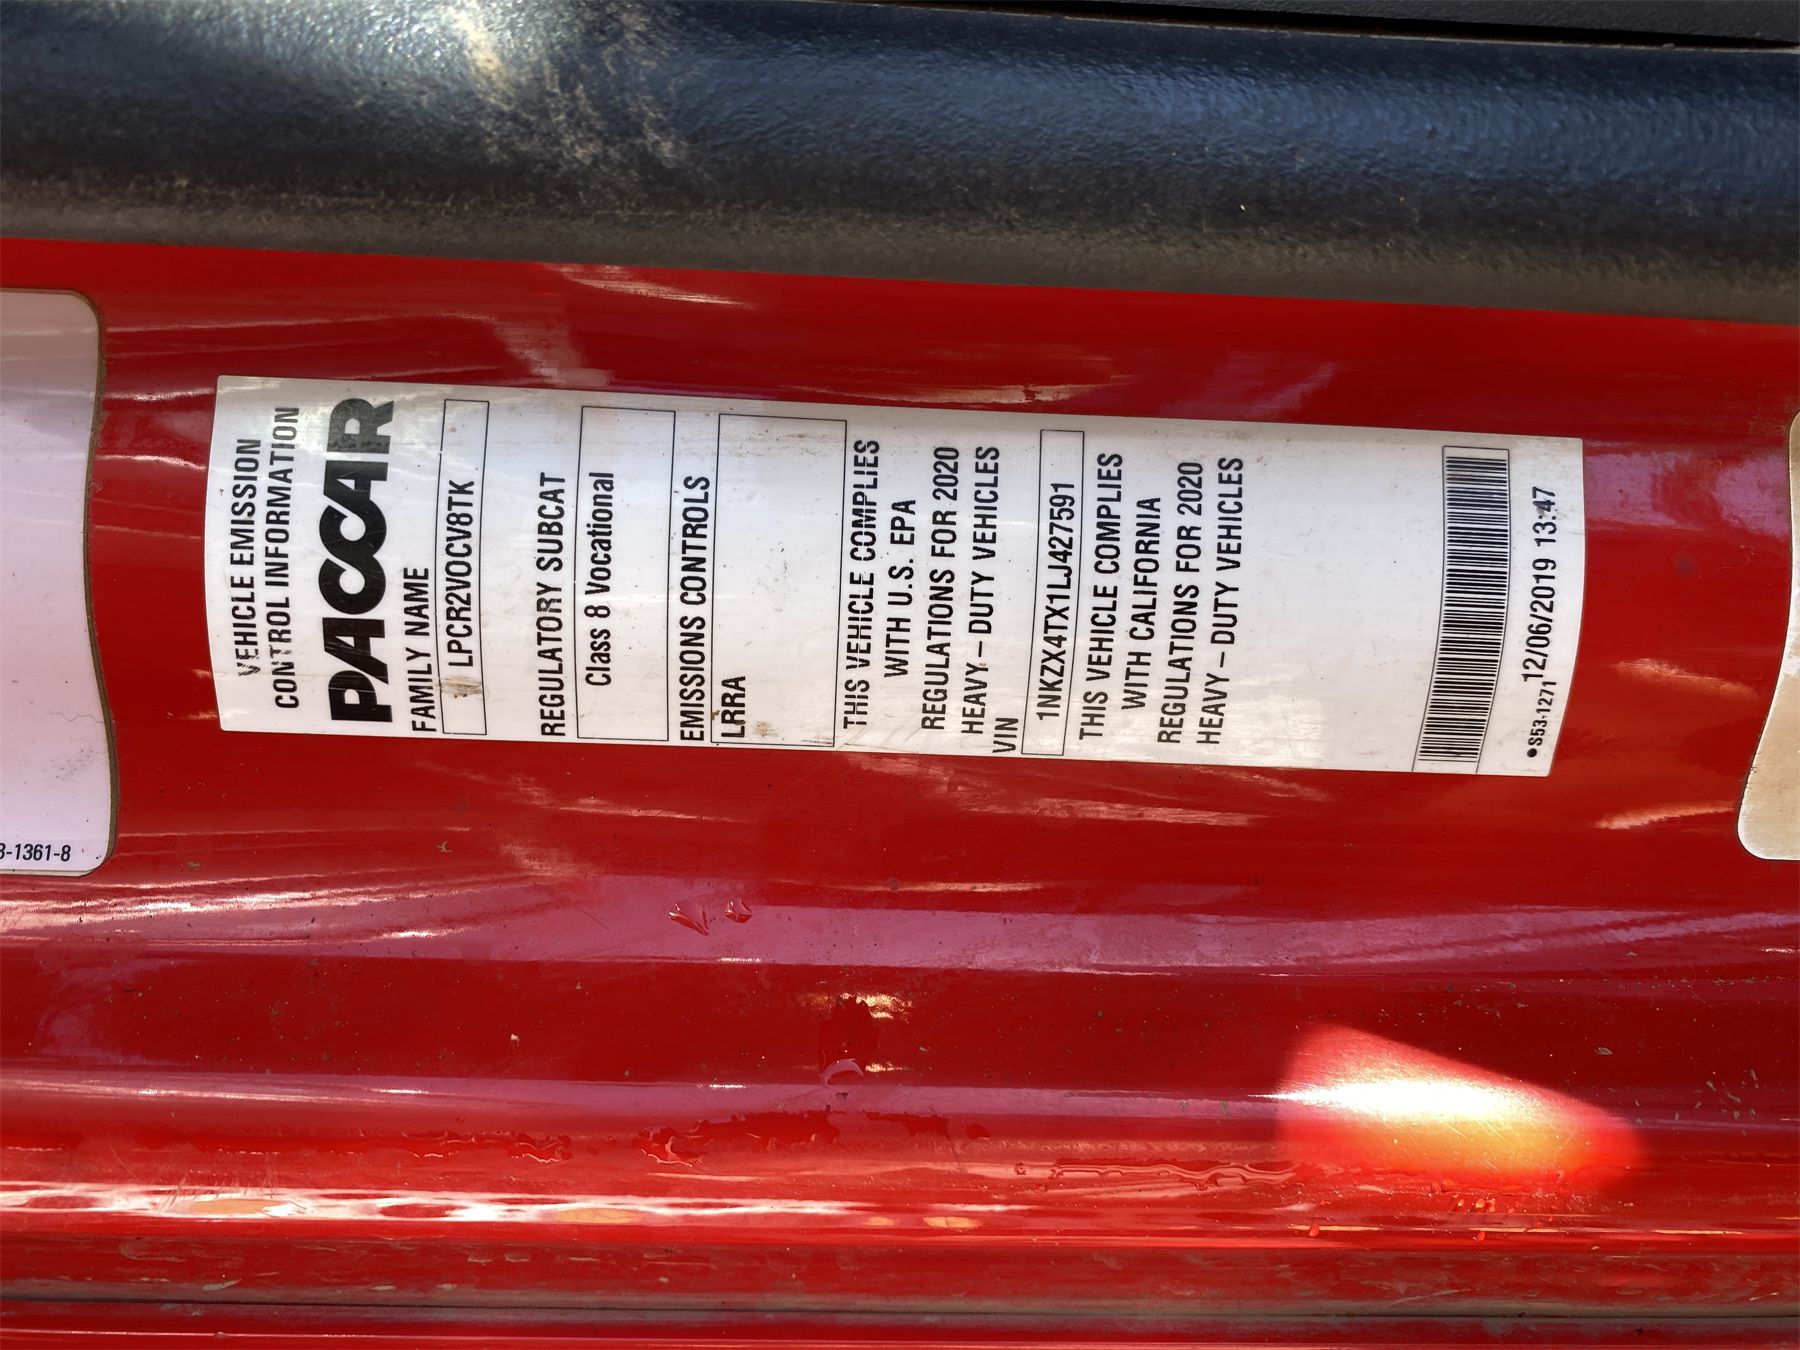 VEHICLE EMISSION
CONTROL INFORMATION
PACCAR
FAMILY NAME
LPCR2VOCV8TK
REGULATORY SUBCAT
Class 8 Vocational
EMISSIONS CONTROLS
LRRA
THIS VEHICLE COMPLIES
WITH U.S. EPA
REGULATIONS FOR 2020
HEAVY – DUTY VEHICLES
VIN
1NKZX4TX1LJ427591
THIS VEHICLE COMPLIES
WITH CALIFORNIA
REGULATIONS FOR 2020
HEAVY – DUTY VEHICLES
12/06/2019 13:47
●S53-1271
3-1361-8